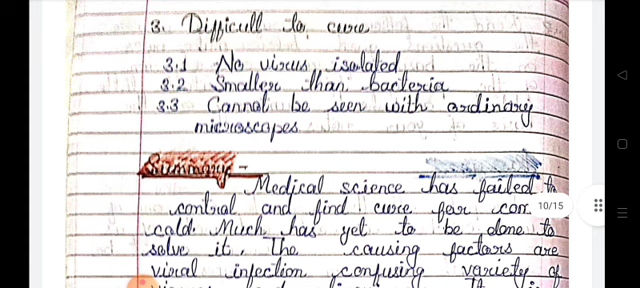 3. Difficult to cure
3.1 No virus isolated
3.2 Smaller than bacteria
3.3 Cannot be seen with ordinary
microscopes
Summary -
Medical science has failed to
control and find cure for com
cold. Much has yet to be done to
solve it. The causing factors are
viral infection confusing variety of
10/15